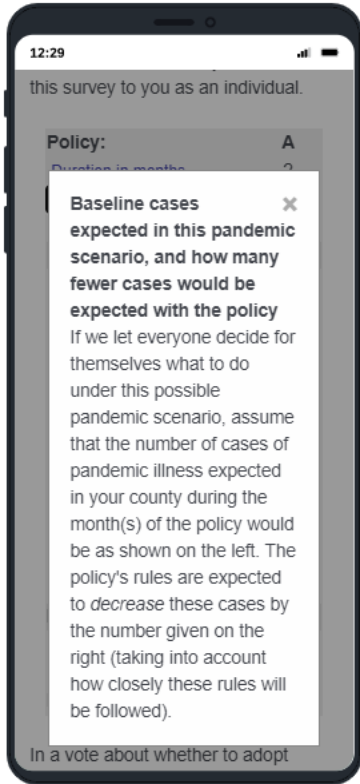 12:29
this survey to you as an individual.
Policy: A
Duration in months
Baseline cases ×
expected in this pandemic
scenario, and how many
fewer cases would be
expected with the policy
If we let everyone decide for
themselves what to do
under this possible
pandemic scenario, assume
that the number of cases of
pandemic illness expected
in your county during the
month(s) of the policy would
be as shown on the left. The
policy's rules are expected
to decrease these cases by
the number given on the
right (taking into account
how closely these rules will
be followed).
In a vote about whether to adopt